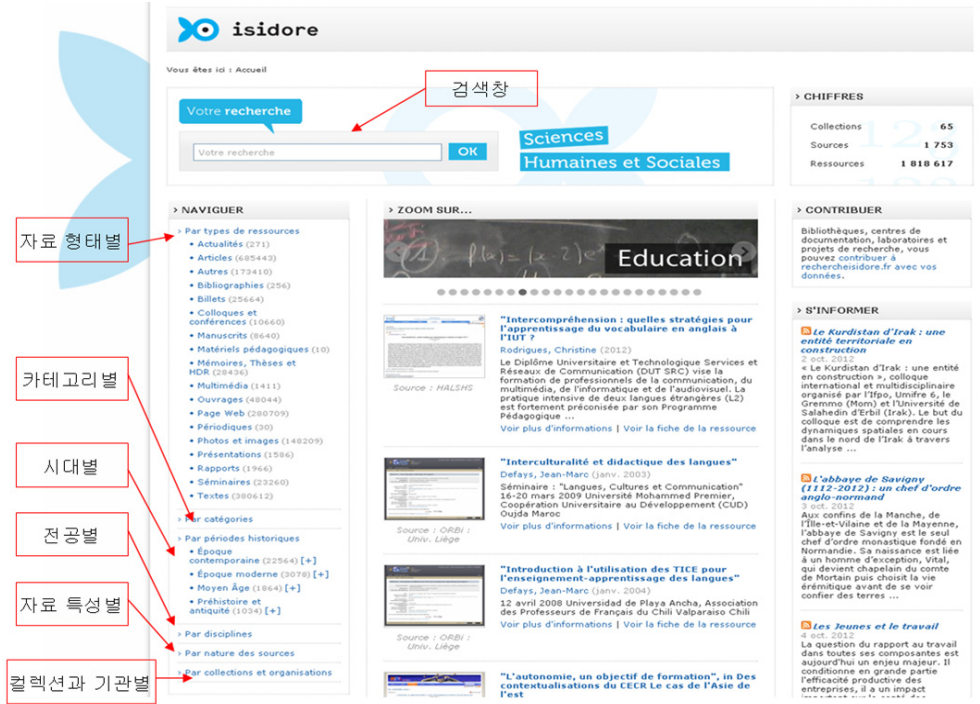 isidore
Vous êtes ici : Accueil
검색창
Votre recherche
Votre recherche
OK
Sciences
Humaines et Sociales
> CHIFFRES
Collections 65
Sources 1 753
Ressources 1 818 617
123
123
자료 형태별
카테고리별
시대별
전공별
자료 특성별
컬렉션과 기관별
> NAVIGUER
> Par types de ressources
• Actualités (271)
• Articles (685443)
• Autres (173410)
• Bibliographies (256)
• Billets (25664)
• Colloques et
conférences (10660)
• Manuscrits (8640)
• Matériels pédagogiques (10)
• Mémoires, Thèses et
HDR (28436)
• Multimédia (1411)
• Ouvrages (48044)
• Page Web (280709)
• Périodiques (30)
• Photos et images (148209)
• Présentations (1586)
• Rapports (1966)
• Séminaires (23260)
• Textes (380612)
> Par catégories
> Par périodes historiques
• Époque
contemporaine (22564) [+]
• Époque moderne (3078) [+]
• Moyen Âge (1864) [+]
• Préhistoire et
antiquité (1034) [+]
> Par disciplines
> Par nature des sources
> Par collections et organisations
> ZOOM SUR...
Education
"Intercompréhension : quelles stratégies pour
l'apprentissage du vocabulaire en anglais à
l'IUT ?
Rodrigues, Christine (2012)
Le Diplôme Universitaire et Technologique Services et
Réseaux de Communication (DUT SRC) vise la
formation de professionnels de la communication, du
multimédia, de l'informatique et de l'audiovisuel. La
pratique intensive de deux langues étrangères (L2)
est fortement préconisée par son Programme
Pédagogique ...
Voir plus d'informations | Voir la fiche de la ressource
Source : HALSHS
"Interculturalité et didactique des langues"
Defays, Jean-Marc (janv. 2003)
Séminaire : "Langues, Cultures et Communication"
16-20 mars 2009 Université Mohammed Premier,
Coopération Universitaire au Développement (CUD)
Oujda Maroc
Voir plus d'informations | Voir la fiche de la ressource
Source : ORBi :
Univ. Liège
"Introduction à l'utilisation des TICE pour
l'enseignement-apprentissage des langues"
Defays, Jean-Marc (janv. 2004)
12 avril 2008 Universidad de Playa Ancha, Association
des Professeurs de Français du Chili Valparaiso Chili
Voir plus d'informations | Voir la fiche de la ressource
Source : ORBi :
Univ. Liège
"L'autonomie, un objectif de formation", in Des
contextualisations du CECR Le cas de l'Asie de
l'est
> CONTRIBUER
Bibliothèques, centres de
documentation, laboratoires et
projets de recherche, vous
pouvez contribuer à
rechercheisidore.fr avec vos
données.
> S'INFORMER
Le Kurdistan d'Irak : une
entité territoriale en
construction
2 oct. 2012
« Le Kurdistan d'Irak : une entité
en construction », colloque
international et multidisciplinaire
organisé par l'Ifpo, Umifre 6, le
Gremmo (Mom) et l'Université de
Salahedin d'Erbil (Irak). Le but du
colloque est de comprendre les
dynamiques spatiales en cours
dans le nord de l'Irak à travers
l'analyse ...
L'abbaye de Savigny
(1112-2012) : un chef d'ordre
anglo-normand
3 oct. 2012
Aux confins de la Manche, de
l'Ille-et-Vilaine et de la Mayenne,
l'abbaye de Savigny est le seul
chef d'ordre monastique fondé en
Normandie. Sa naissance est liée
à un homme d'exception, Vital,
qui devient chapelain du comte
de Mortain puis choisit la vie
érémitique avant de se voir
confier des terres ...
Les Jeunes et le travail
4 oct. 2012
La question du rapport au travail
dans toutes ses composantes est
aujourd'hui un enjeu majeur. Il
conditionne en grande partie
l'efficacité productive des
entreprises, il a un impact